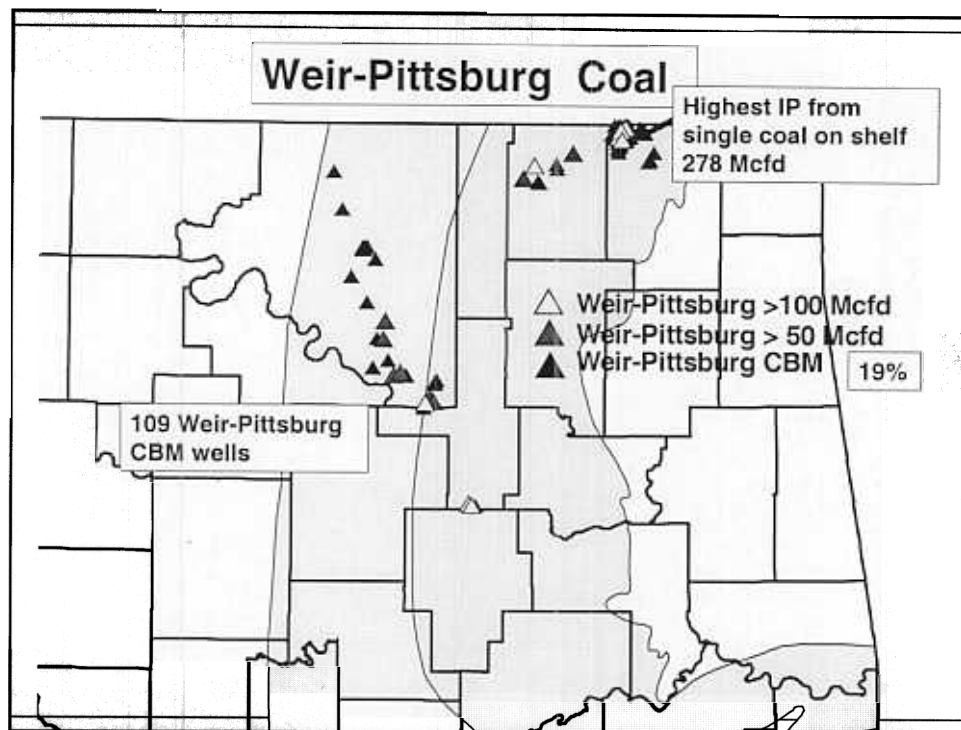 Weir-Pittsburg Coal
Highest IP from
single coal on shelf
278 Mcfd
Weir-Pittsburg >100 Mcfd
Weir-Pittsburg > 50 Mcfd
Weir-Pittsburg CBM
19%
109 Weir-Pittsburg
CBM wells